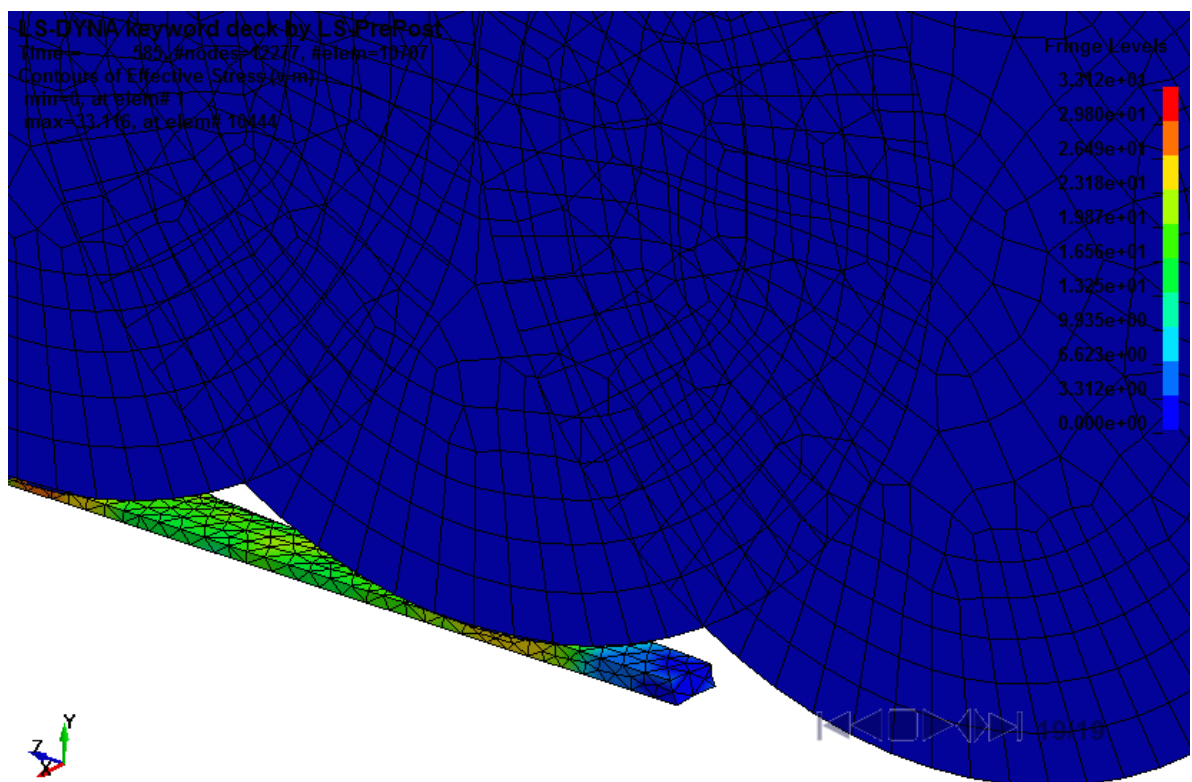 LS-DYNA keyword deck by LS-PrePost
Time = 585, #nodes=12277, #elem=10707
Contours of Effective Stress (v-m)
min=0, at elem# 1
max=33.116, at elem# 10444
Fringe Levels
3.312e+01
2.980e+01
2.649e+01
2.318e+01
1.987e+01
1.656e+01
1.325e+01
9.935e+00
6.623e+00
3.312e+00
0.000e+00
Y
Z
X
19/19